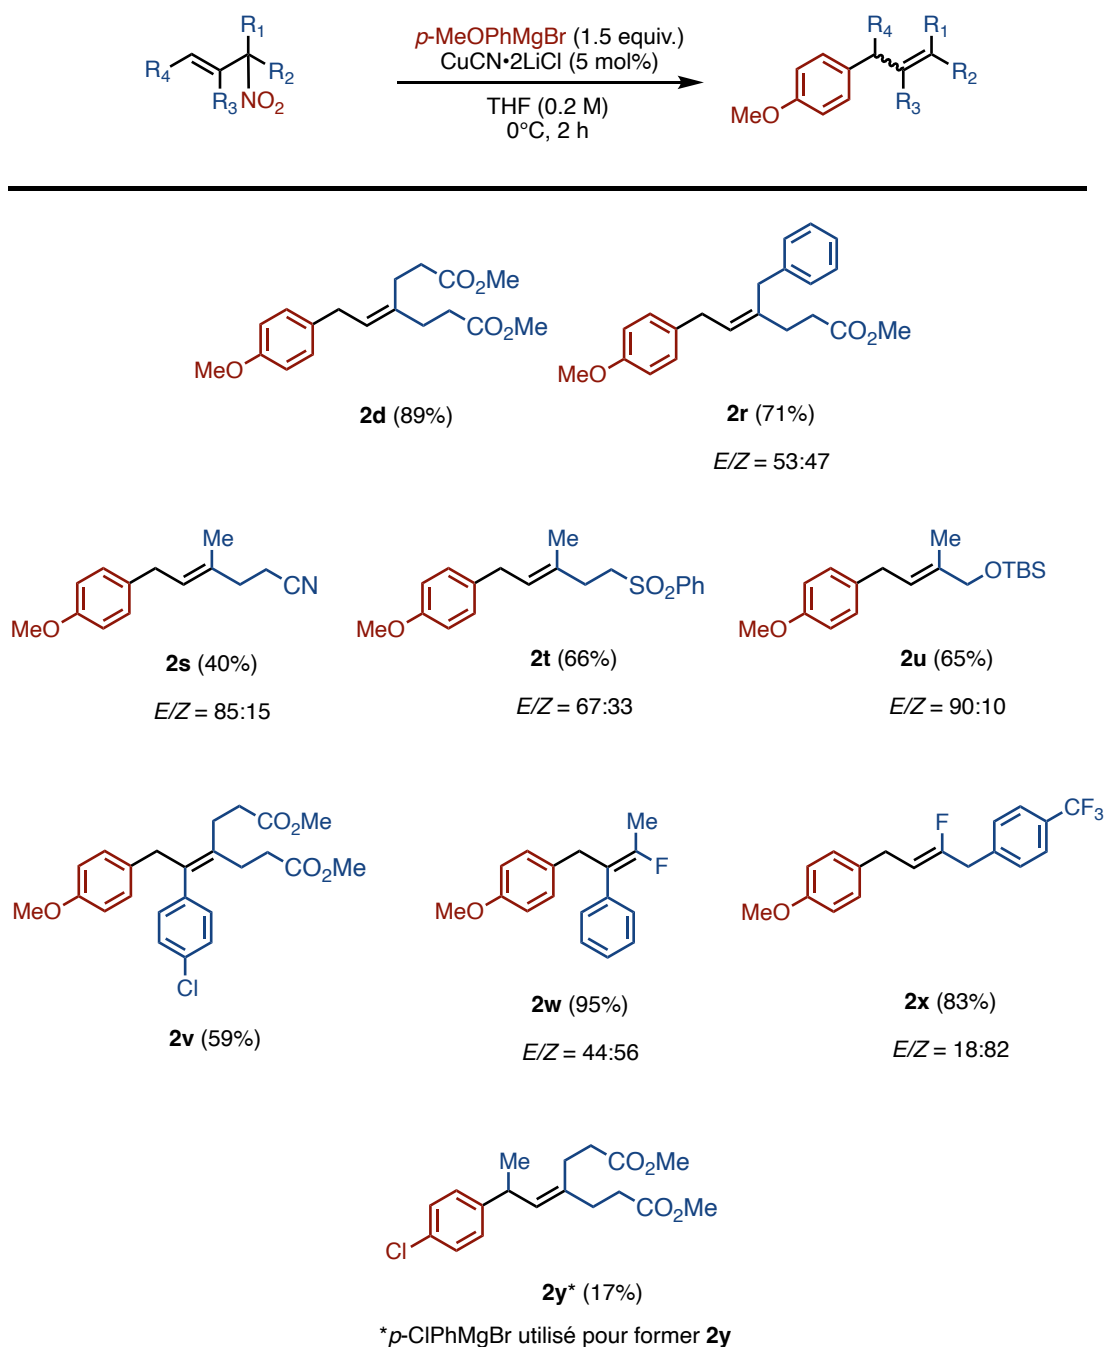 R1
R4
R2
R3
NO2
p-MeOPhMgBr (1.5 equiv.)
CuCN•2LiCl (5 mol%)
THF (0.2 M)
0°C, 2 h
R4
R1
R2
R3
MeO
CO2Me
CO2Me
MeO
2d (89%)
CO2Me
MeO
2r (71%)
E/Z = 53:47
Me
CN
MeO
2s (40%)
E/Z = 85:15
Me
SO2Ph
MeO
2t (66%)
E/Z = 67:33
Me
OTBS
MeO
2u (65%)
E/Z = 90:10
CO2Me
CO2Me
MeO
Cl
2v (59%)
Me
F
MeO
2w (95%)
E/Z = 44:56
CF3
F
MeO
2x (83%)
E/Z = 18:82
Me
CO2Me
CO2Me
Cl
2y* (17%)
*p-ClPhMgBr utilisé pour former 2y